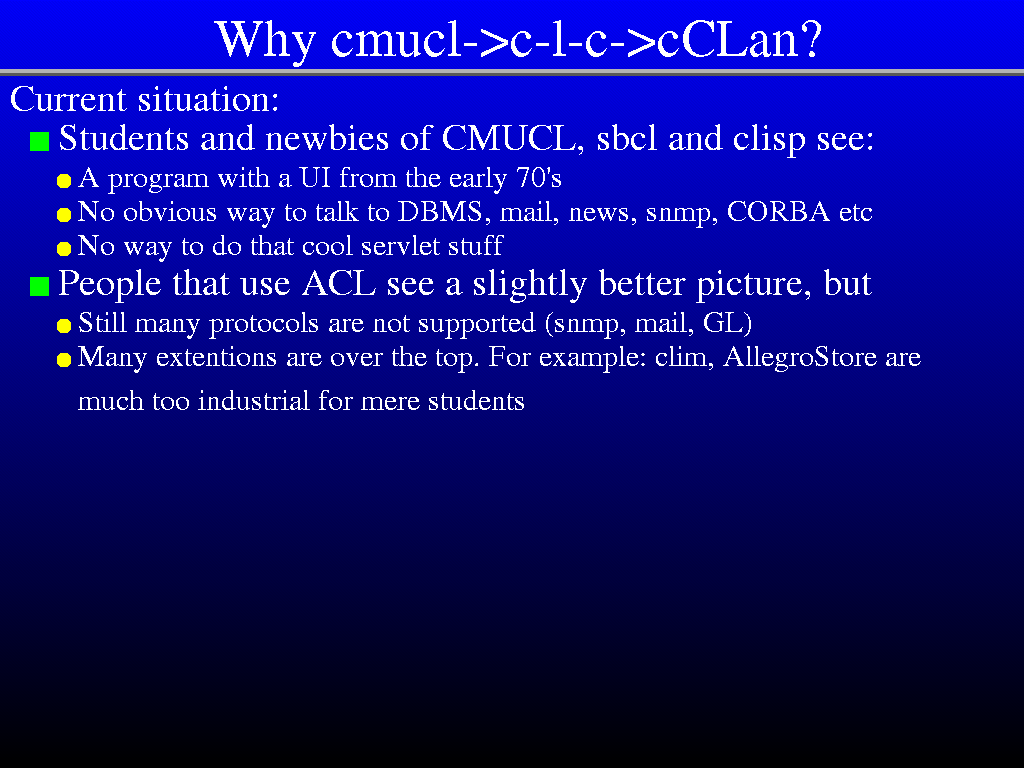 Why cmucl->c-l-c->cCLan?
Current situation:
Students and newbies of CMUCL, sbcl and clisp see:
A program with a UI from the early 70's
No obvious way to talk to DBMS, mail, news, snmp, CORBA etc
No way to do that cool servlet stuff
People that use ACL see a slightly better picture, but
Still many protocols are not supported (snmp, mail, GL)
Many extentions are over the top. For example: clim, AllegroStore are
much too industrial for mere students